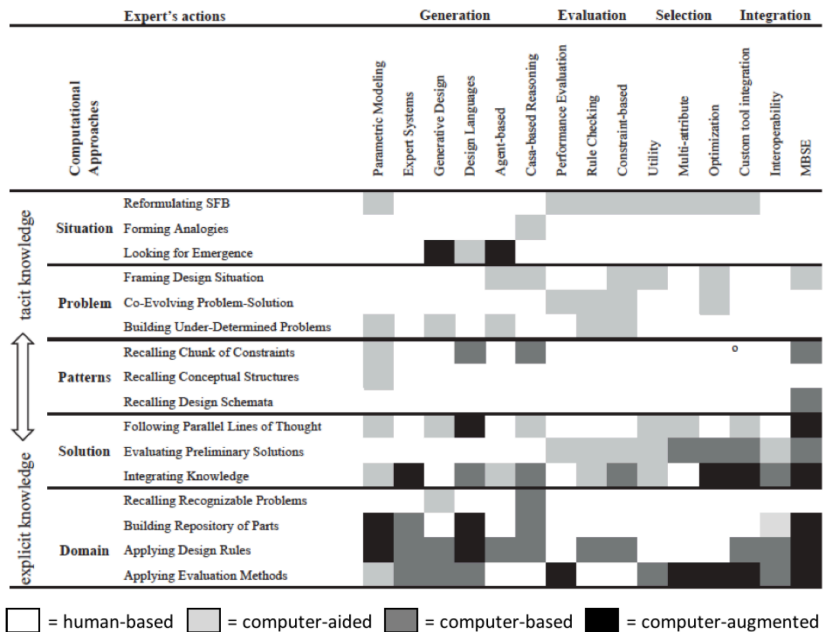 Expert's actions Generation Evaluation Selection Integration
Computational Approaches
Parametric Modeling
Expert Systems
Generative Design
Design Languages
Agent-based
Casa-based Reasoning
Performance Evaluation
Rule Checking
Constraint-based
Utility
Multi-attribute
Optimization
Custom tool integration
Interoperability
MBSE
tacit knowledge
explicit knowledge
Situation
Reformulating SFB
Forming Analogies
Looking for Emergence
Problem
Framing Design Situation
Co-Evolving Problem-Solution
Building Under-Determined Problems
Patterns
Recalling Chunk of Constraints
Recalling Conceptual Structures
Recalling Design Schemata
Solution
Following Parallel Lines of Thought
Evaluating Preliminary Solutions
Integrating Knowledge
Domain
Recalling Recognizable Problems
Building Repository of Parts
Applying Design Rules
Applying Evaluation Methods
= human-based = computer-aided = computer-based = computer-augmented